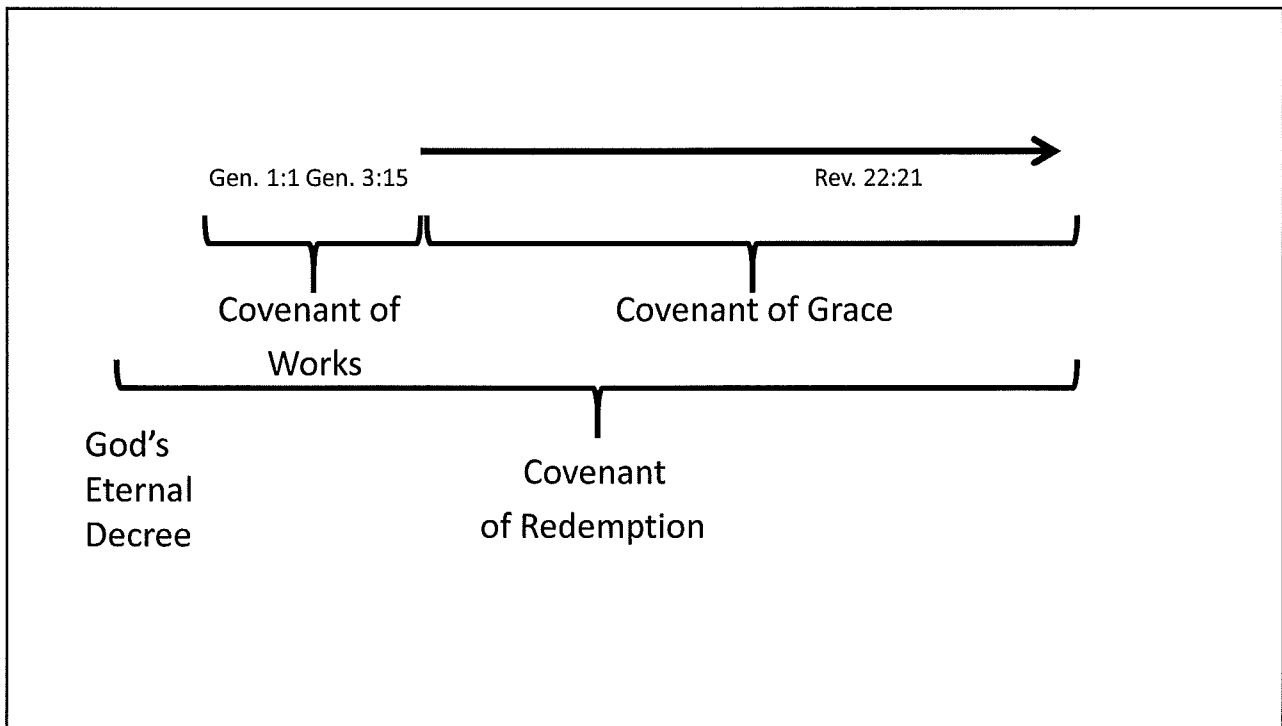 Gen. 1:1 Gen. 3:15
Rev. 22:21
Covenant of
Works
Covenant of Grace
God's
Eternal
Decree
Covenant
of Redemption